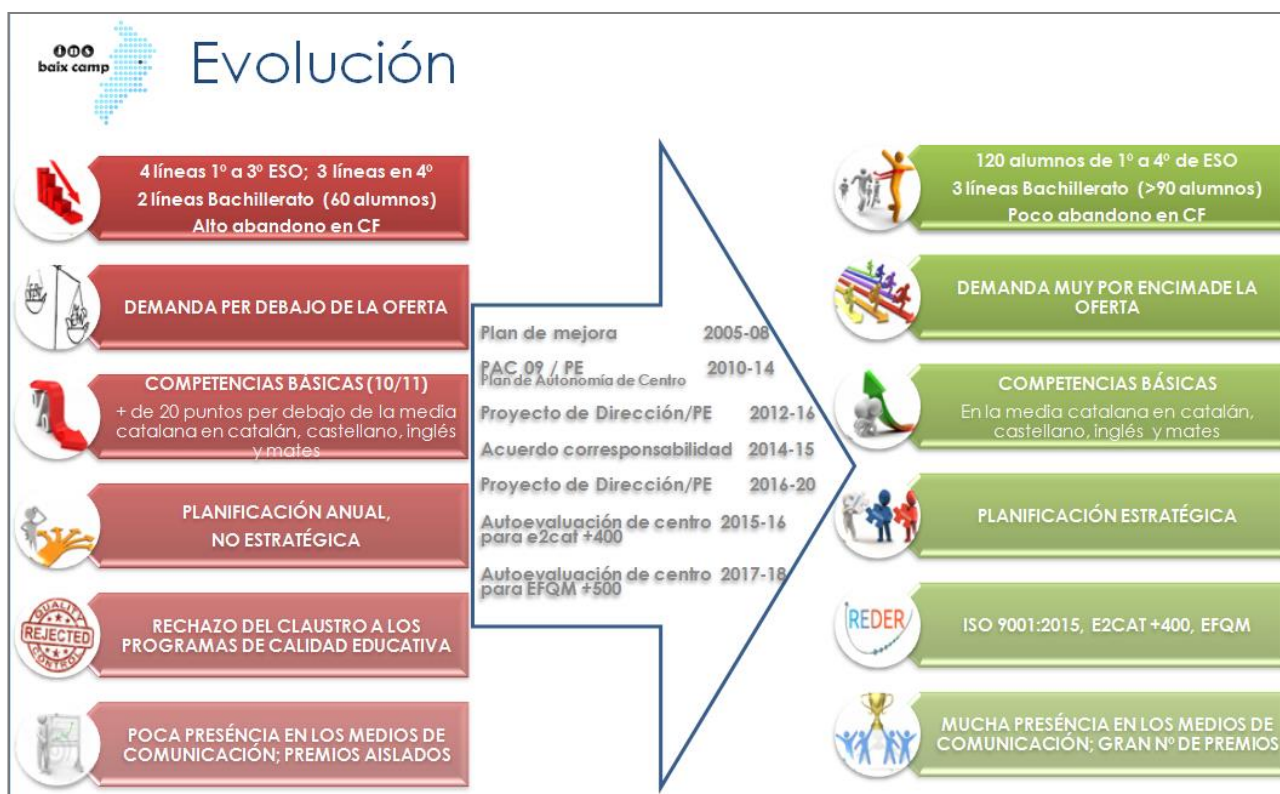 ins
baix camp
Evolución
4 líneas 1º a 3º ESO; 3 líneas en 4º
2 líneas Bachillerato (60 alumnos)
Alto abandono en CF
DEMANDA PER DEBAJO DE LA OFERTA
COMPETENCIAS BÁSICAS (10/11)
+ de 20 puntos per debajo de la media
catalana en catalán, castellano, inglés
y mates
PLANIFICACIÓN ANUAL,
NO ESTRATÉGICA
QUALITY
REJECTED
CONTROL
RECHAZO DEL CLAUSTRO A LOS
PROGRAMAS DE CALIDAD EDUCATIVA
POCA PRESÉNCIA EN LOS MEDIOS DE
COMUNICACIÓN; PREMIOS AISLADOS
Plan de mejora 2005-08
PAC 09 / PE 2010-14
Plan de Autonomía de Centro
Proyecto de Dirección/PE 2012-16
Acuerdo corresponsabilidad 2014-15
Proyecto de Dirección/PE 2016-20
Autoevaluación de centro 2015-16
para e2cat +400
Autoevaluación de centro 2017-18
para EFQM +500
120 alumnos de 1º a 4º de ESO
3 líneas Bachillerato (>90 alumnos)
Poco abandono en CF
DEMANDA MUY POR ENCIMADE LA
OFERTA
COMPETENCIAS BÁSICAS
En la media catalana en catalán,
castellano, inglés y mates
PLANIFICACIÓN ESTRATÉGICA
REDER
ISO 9001:2015, E2CAT +400, EFQM
MUCHA PRESÉNCIA EN LOS MEDIOS DE
COMUNICACIÓN; GRAN Nº DE PREMIOS